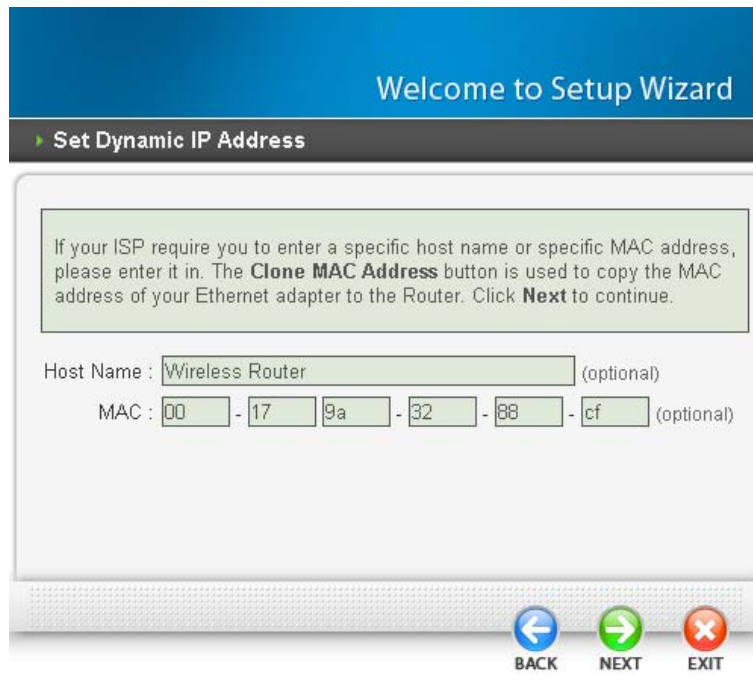 Welcome to Setup Wizard
Set Dynamic IP Address
If your ISP require you to enter a specific host name or specific MAC address,
please enter it in. The Clone MAC Address button is used to copy the MAC
address of your Ethernet adapter to the Router. Click Next to continue.
Host Name : Wireless Router (optional)
MAC : 00 - 17 9a - 32 - 88 - cf (optional)
BACK NEXT EXIT